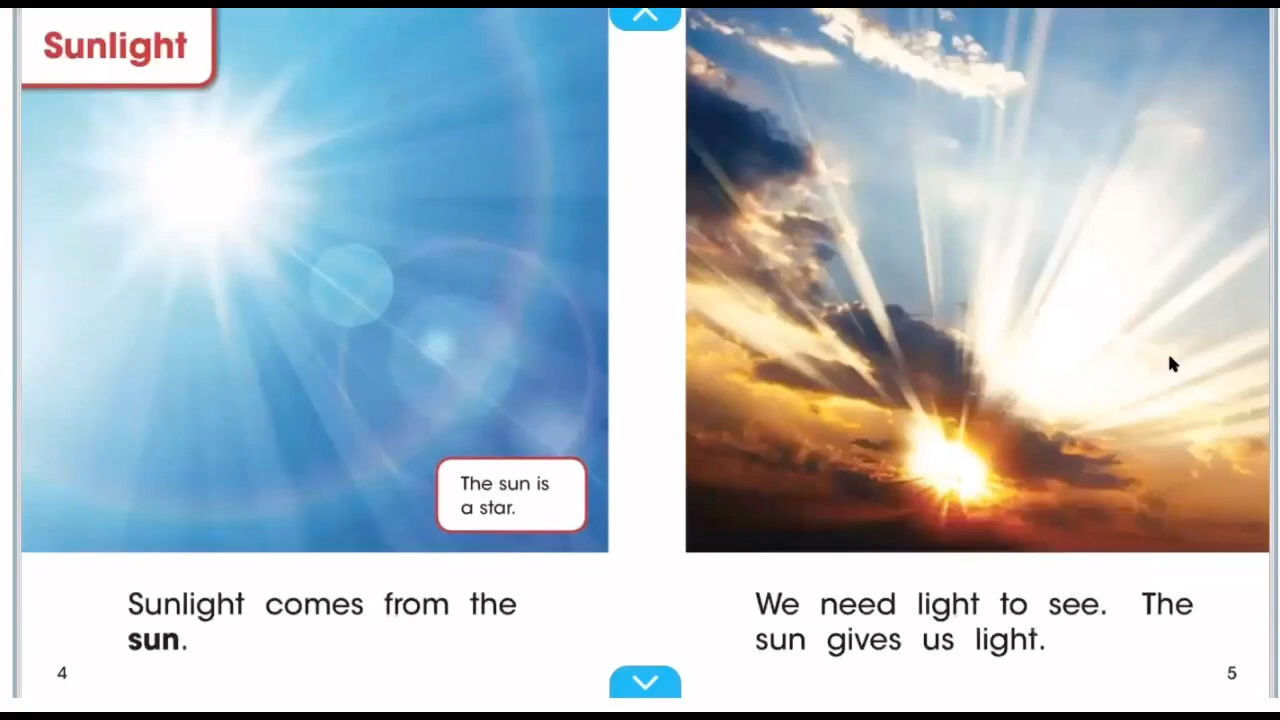 Sunlight
The sun is
a star.
Sunlight comes from the
sun.
4
We need light to see. The
sun gives us light.
5